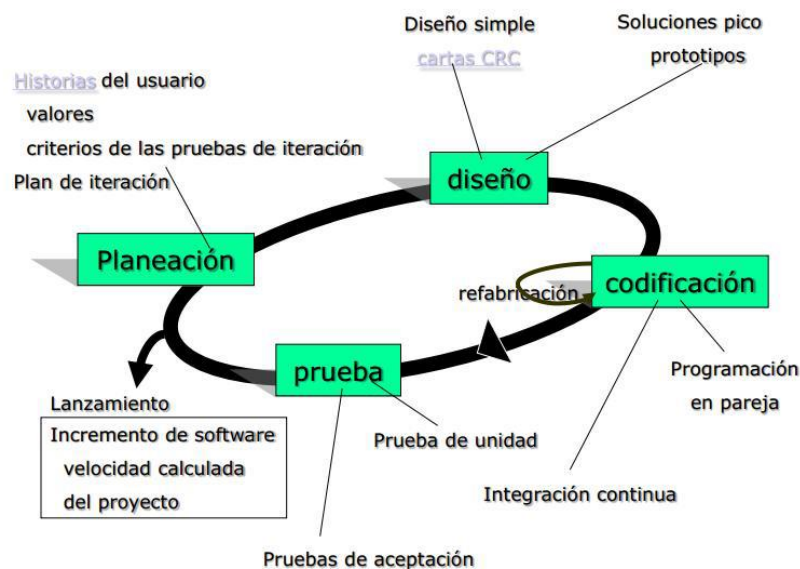 Diseño simple
cartas CRC
Soluciones pico
prototipos
Historias del usuario
valores
criterios de las pruebas de iteración
Plan de iteración
diseño
Planeación
codificación
refabricación
prueba
Programación
en pareja
Lanzamiento
Incremento de software
velocidad calculada
del proyecto
Prueba de unidad
Integración continua
Pruebas de aceptación